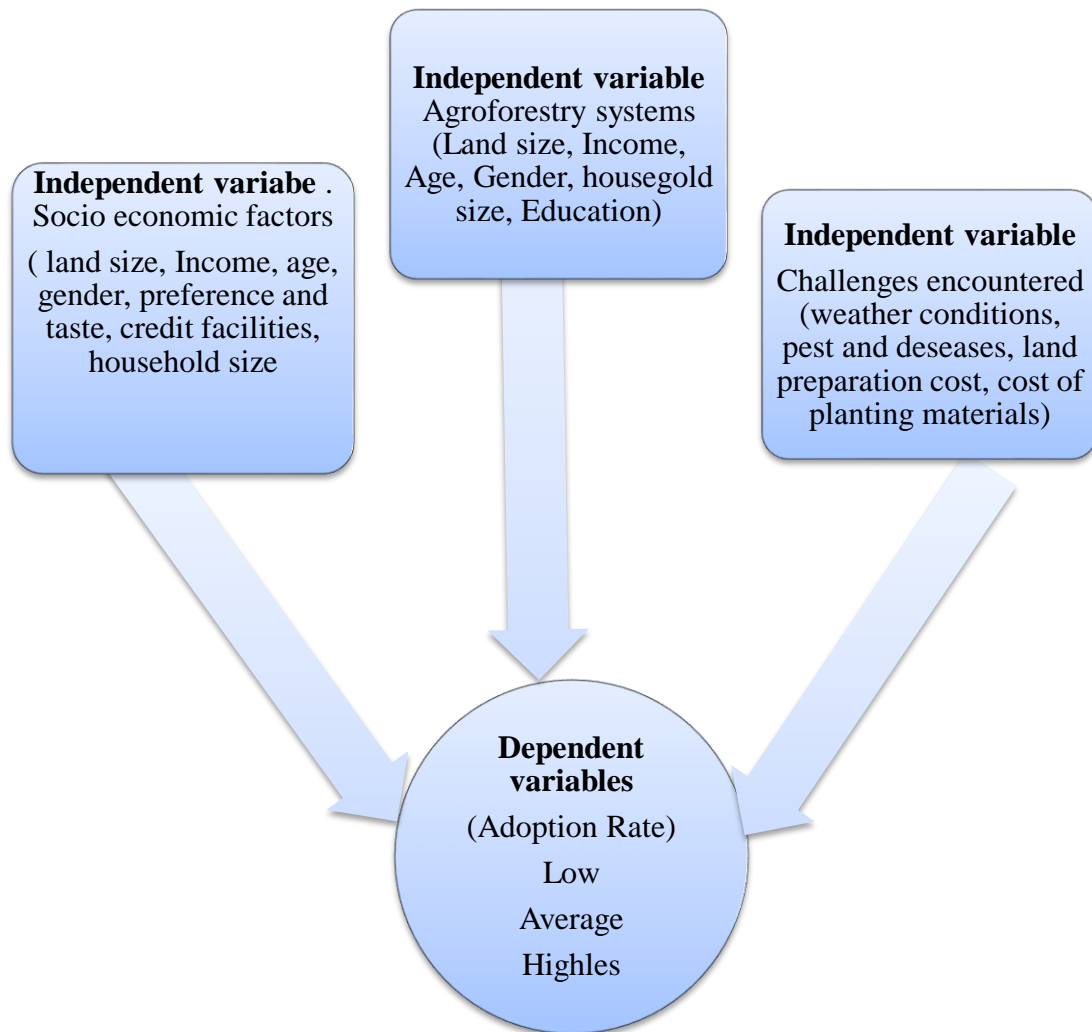 Independent variabe .
Socio economic factors
( land size, Income, age,
gender, preference and
taste, credit facilities,
household size
Independent variable
Agroforestry systems
(Land size, Income,
Age, Gender, housegold
size, Education)
Independent variable
Challenges encountered
(weather conditions,
pest and deseases, land
preparation cost, cost of
planting materials)
Dependent
variables
(Adoption Rate)
Low
Average
Highles